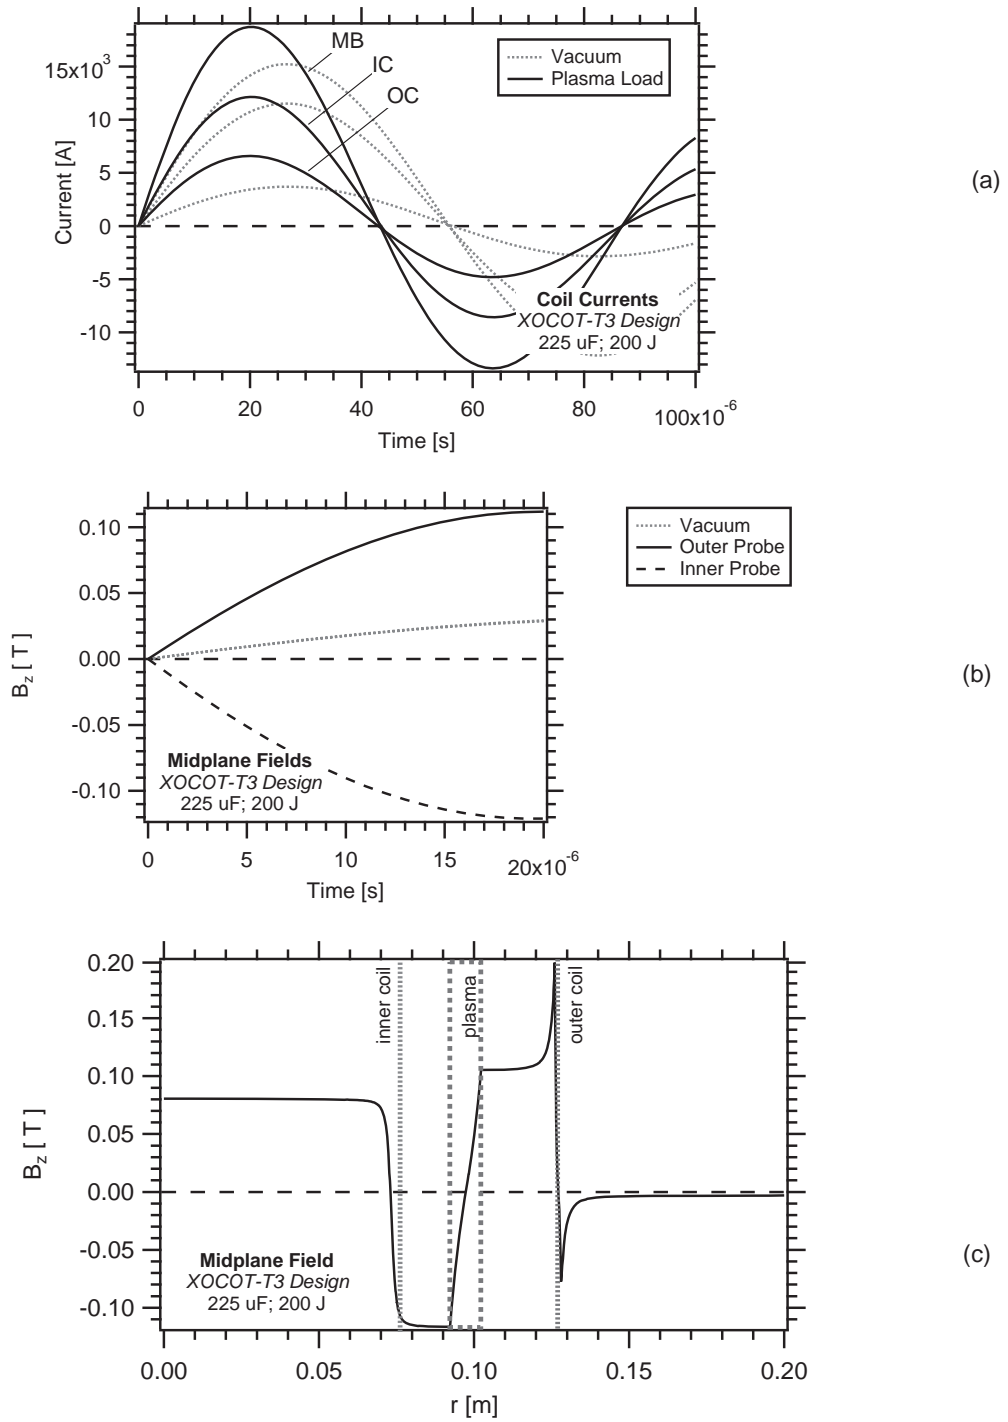 MB
IC
OC
Vacuum
Plasma Load
15x10³
10
5
0
-5
-10
Current [A]
Coil Currents
XOCOT-T3 Design
225 uF; 200 J
0
20
40
60
80
100x10⁻⁶
Time [s]
(a)
0.10
0.05
0.00
-0.05
-0.10
B_z [ T ]
Vacuum
Outer Probe
Inner Probe
Midplane Fields
XOCOT-T3 Design
225 uF; 200 J
0
5
10
15
20x10⁻⁶
Time [s]
(b)
0.20
0.15
0.10
0.05
0.00
-0.05
-0.10
B_z [ T ]
inner coil
plasma
outer coil
Midplane Field
XOCOT-T3 Design
225 uF; 200 J
0.00
0.05
0.10
0.15
0.20
r [m]
(c)